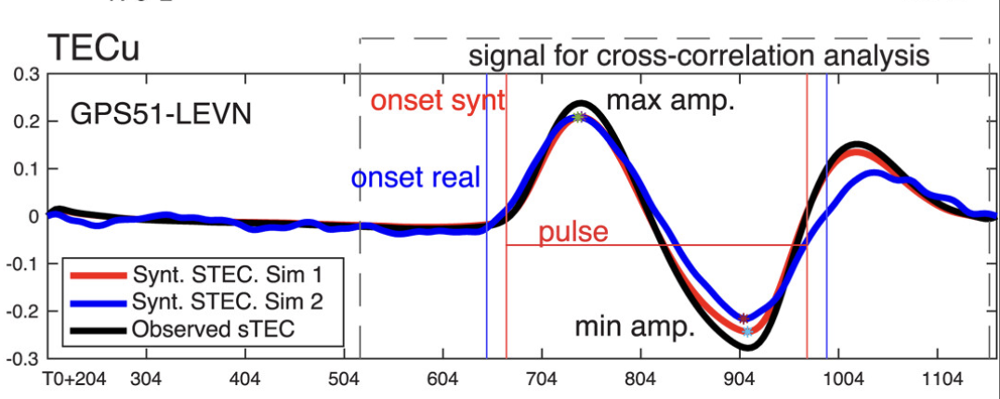 TECu
signal for cross-correlation analysis
0.3
onset synt
max amp.
GPS51-LEVN
0.2
onset real
0.1
0
pulse
-0.1
Synt. STEC. Sim 1
Synt. STEC. Sim 2
-0.2
Observed sTEC
min amp.
-0.3
T0+204 304 404 504 604 704 804 904 1004 1104